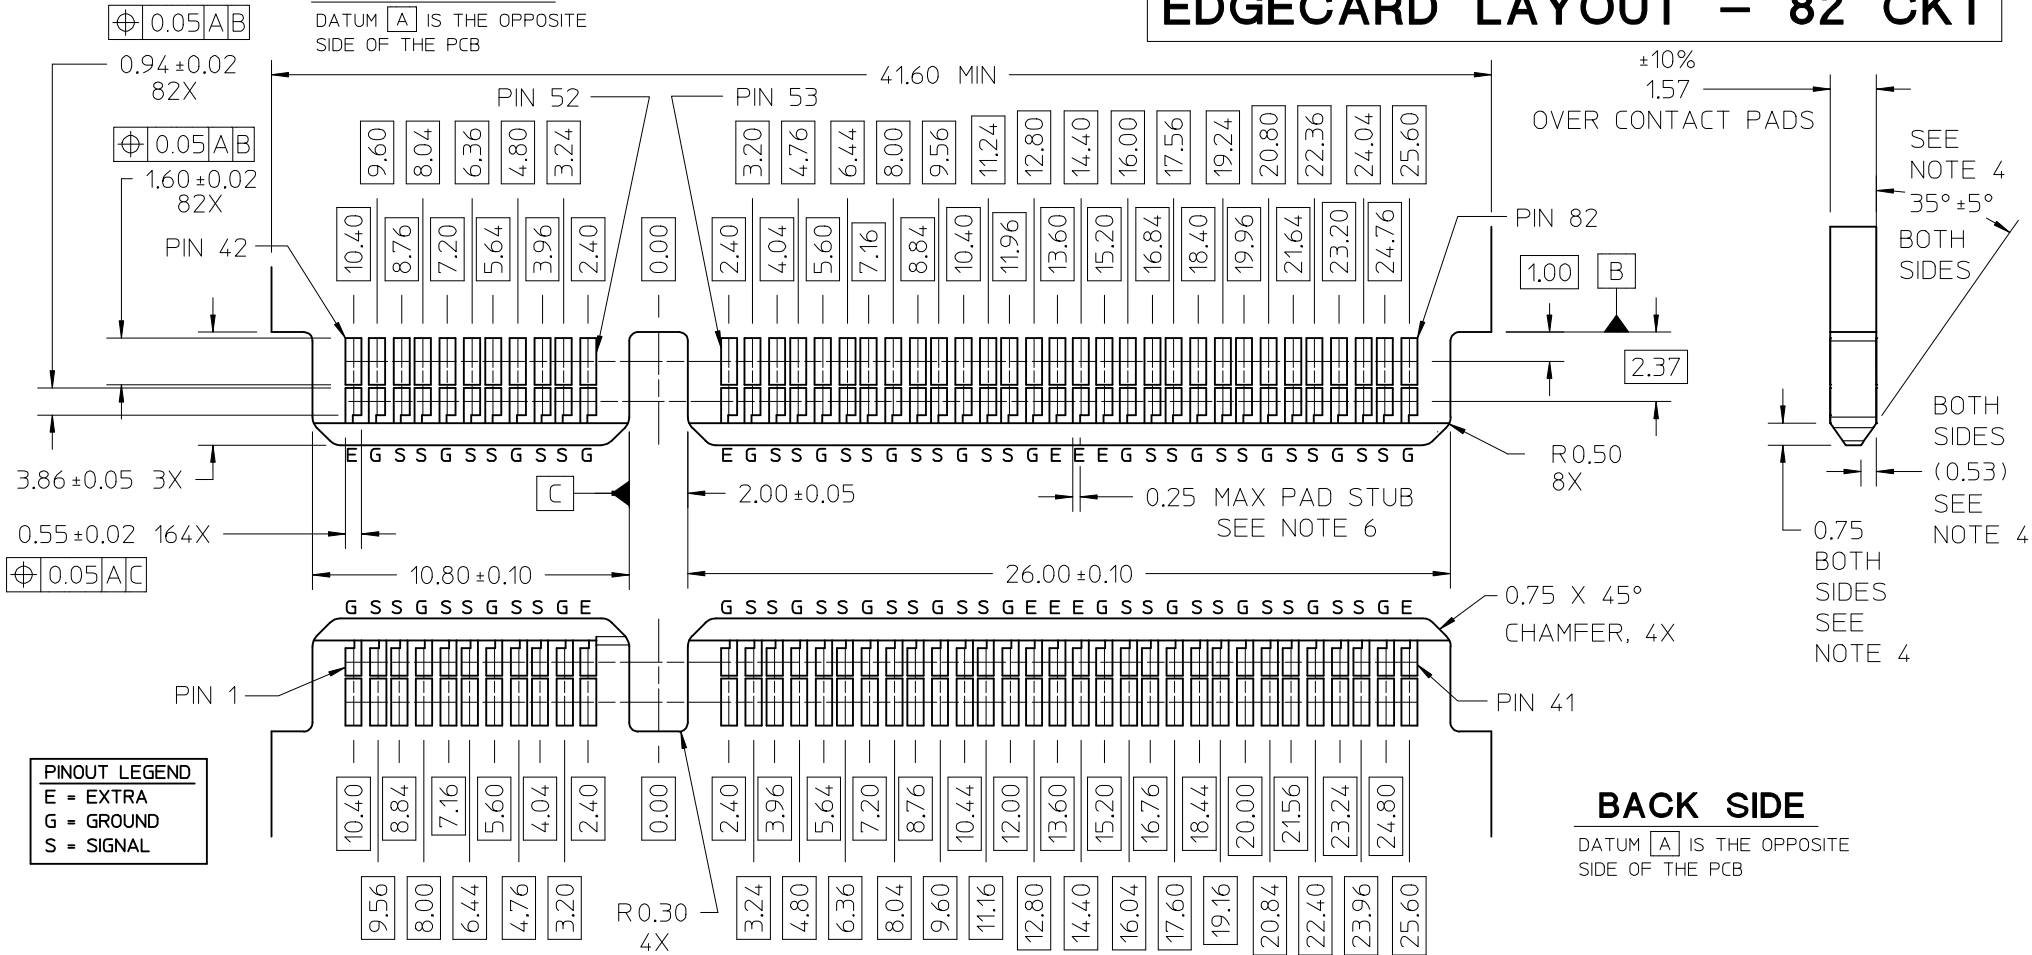 EDGECARD LAYOUT - 82 CKT
⌖ 0.05 A B
DATUM A IS THE OPPOSITE
SIDE OF THE PCB
0.94 ±0.02
82X
41.60 MIN
±10%
1.57
OVER CONTACT PADS
PIN 52
PIN 53
⌖ 0.05 A B
1.60 ±0.02
82X
9.60 8.04 6.36 4.80 3.24
3.20 4.76 6.44 8.00 9.56 11.24 12.80 14.40 16.00 17.56 19.24 20.80 22.36 24.04 25.60
SEE
NOTE 4
35° ±5°
BOTH
SIDES
PIN 42
10.40 8.76 7.20 5.64 3.96 2.40 0.00 2.40 4.04 5.60 7.16 8.84 10.40 11.96 13.60 15.20 16.84 18.40 19.96 21.64 23.20 24.76
PIN 82
1.00
B
2.37
E G S S G S S G S S G
E G S S G S S G S S G S S G E E E G S S G S S G S S G S S G
R 0.50
8X
BOTH
SIDES
(0.53)
SEE
NOTE 4
3.86 ±0.05 3X
C
2.00 ±0.05
0.25 MAX PAD STUB
SEE NOTE 6
0.55 ±0.02 164X
⌖ 0.05 A C
0.75
BOTH
SIDES
SEE
NOTE 4
10.80 ±0.10
26.00 ±0.10
G S S G S S G S S G E
G S S G S S G S S G S S G E E E G S S G S S G S S G S S G E
0.75 X 45°
CHAMFER, 4X
PIN 1
PIN 41
PINOUT LEGEND
E = EXTRA
G = GROUND
S = SIGNAL
10.40 8.84 7.16 5.60 4.04 2.40 0.00 2.40 3.96 5.64 7.20 8.76 10.44 12.00 13.60 15.20 16.76 18.44 20.00 21.56 23.24 24.80
9.56 8.00 6.44 4.76 3.20
3.24 4.80 6.36 8.04 9.60 11.16 12.80 14.40 16.04 17.60 19.16 20.84 22.40 23.96 25.60
R 0.30
4X
BACK SIDE
DATUM A IS THE OPPOSITE
SIDE OF THE PCB